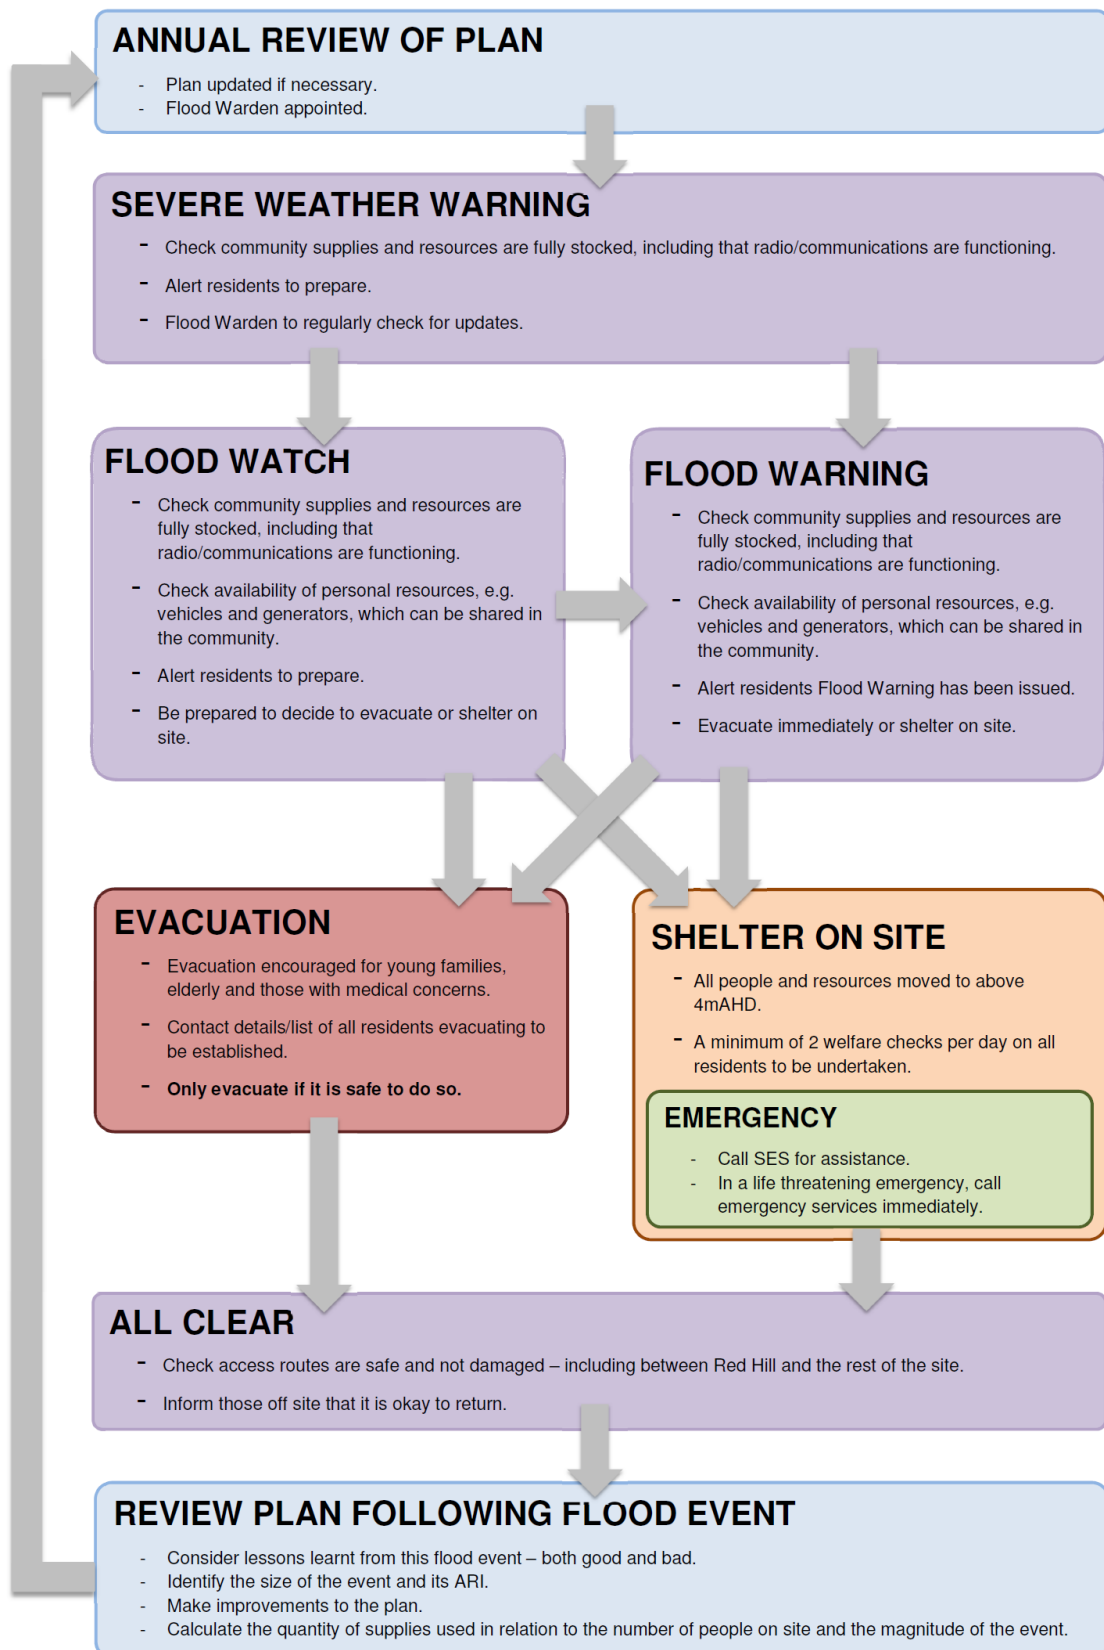 ANNUAL REVIEW OF PLAN
- Plan updated if necessary.
- Flood Warden appointed.
SEVERE WEATHER WARNING
- Check community supplies and resources are fully stocked, including that radio/communications are functioning.
- Alert residents to prepare.
- Flood Warden to regularly check for updates.
FLOOD WATCH
- Check community supplies and resources are
fully stocked, including that
radio/communications are functioning.
- Check availability of personal resources, e.g.
vehicles and generators, which can be shared in
the community.
- Alert residents to prepare.
- Be prepared to decide to evacuate or shelter on
site.
FLOOD WARNING
- Check community supplies and resources are
fully stocked, including that
radio/communications are functioning.
- Check availability of personal resources, e.g.
vehicles and generators, which can be shared in
the community.
- Alert residents Flood Warning has been issued.
- Evacuate immediately or shelter on site.
EVACUATION
- Evacuation encouraged for young families,
elderly and those with medical concerns.
- Contact details/list of all residents evacuating to
be established.
- Only evacuate if it is safe to do so.
SHELTER ON SITE
- All people and resources moved to above
4mAHD.
- A minimum of 2 welfare checks per day on all
residents to be undertaken.
EMERGENCY
- Call SES for assistance.
- In a life threatening emergency, call
emergency services immediately.
ALL CLEAR
- Check access routes are safe and not damaged – including between Red Hill and the rest of the site.
- Inform those off site that it is okay to return.
REVIEW PLAN FOLLOWING FLOOD EVENT
- Consider lessons learnt from this flood event – both good and bad.
- Identify the size of the event and its ARI.
- Make improvements to the plan.
- Calculate the quantity of supplies used in relation to the number of people on site and the magnitude of the event.